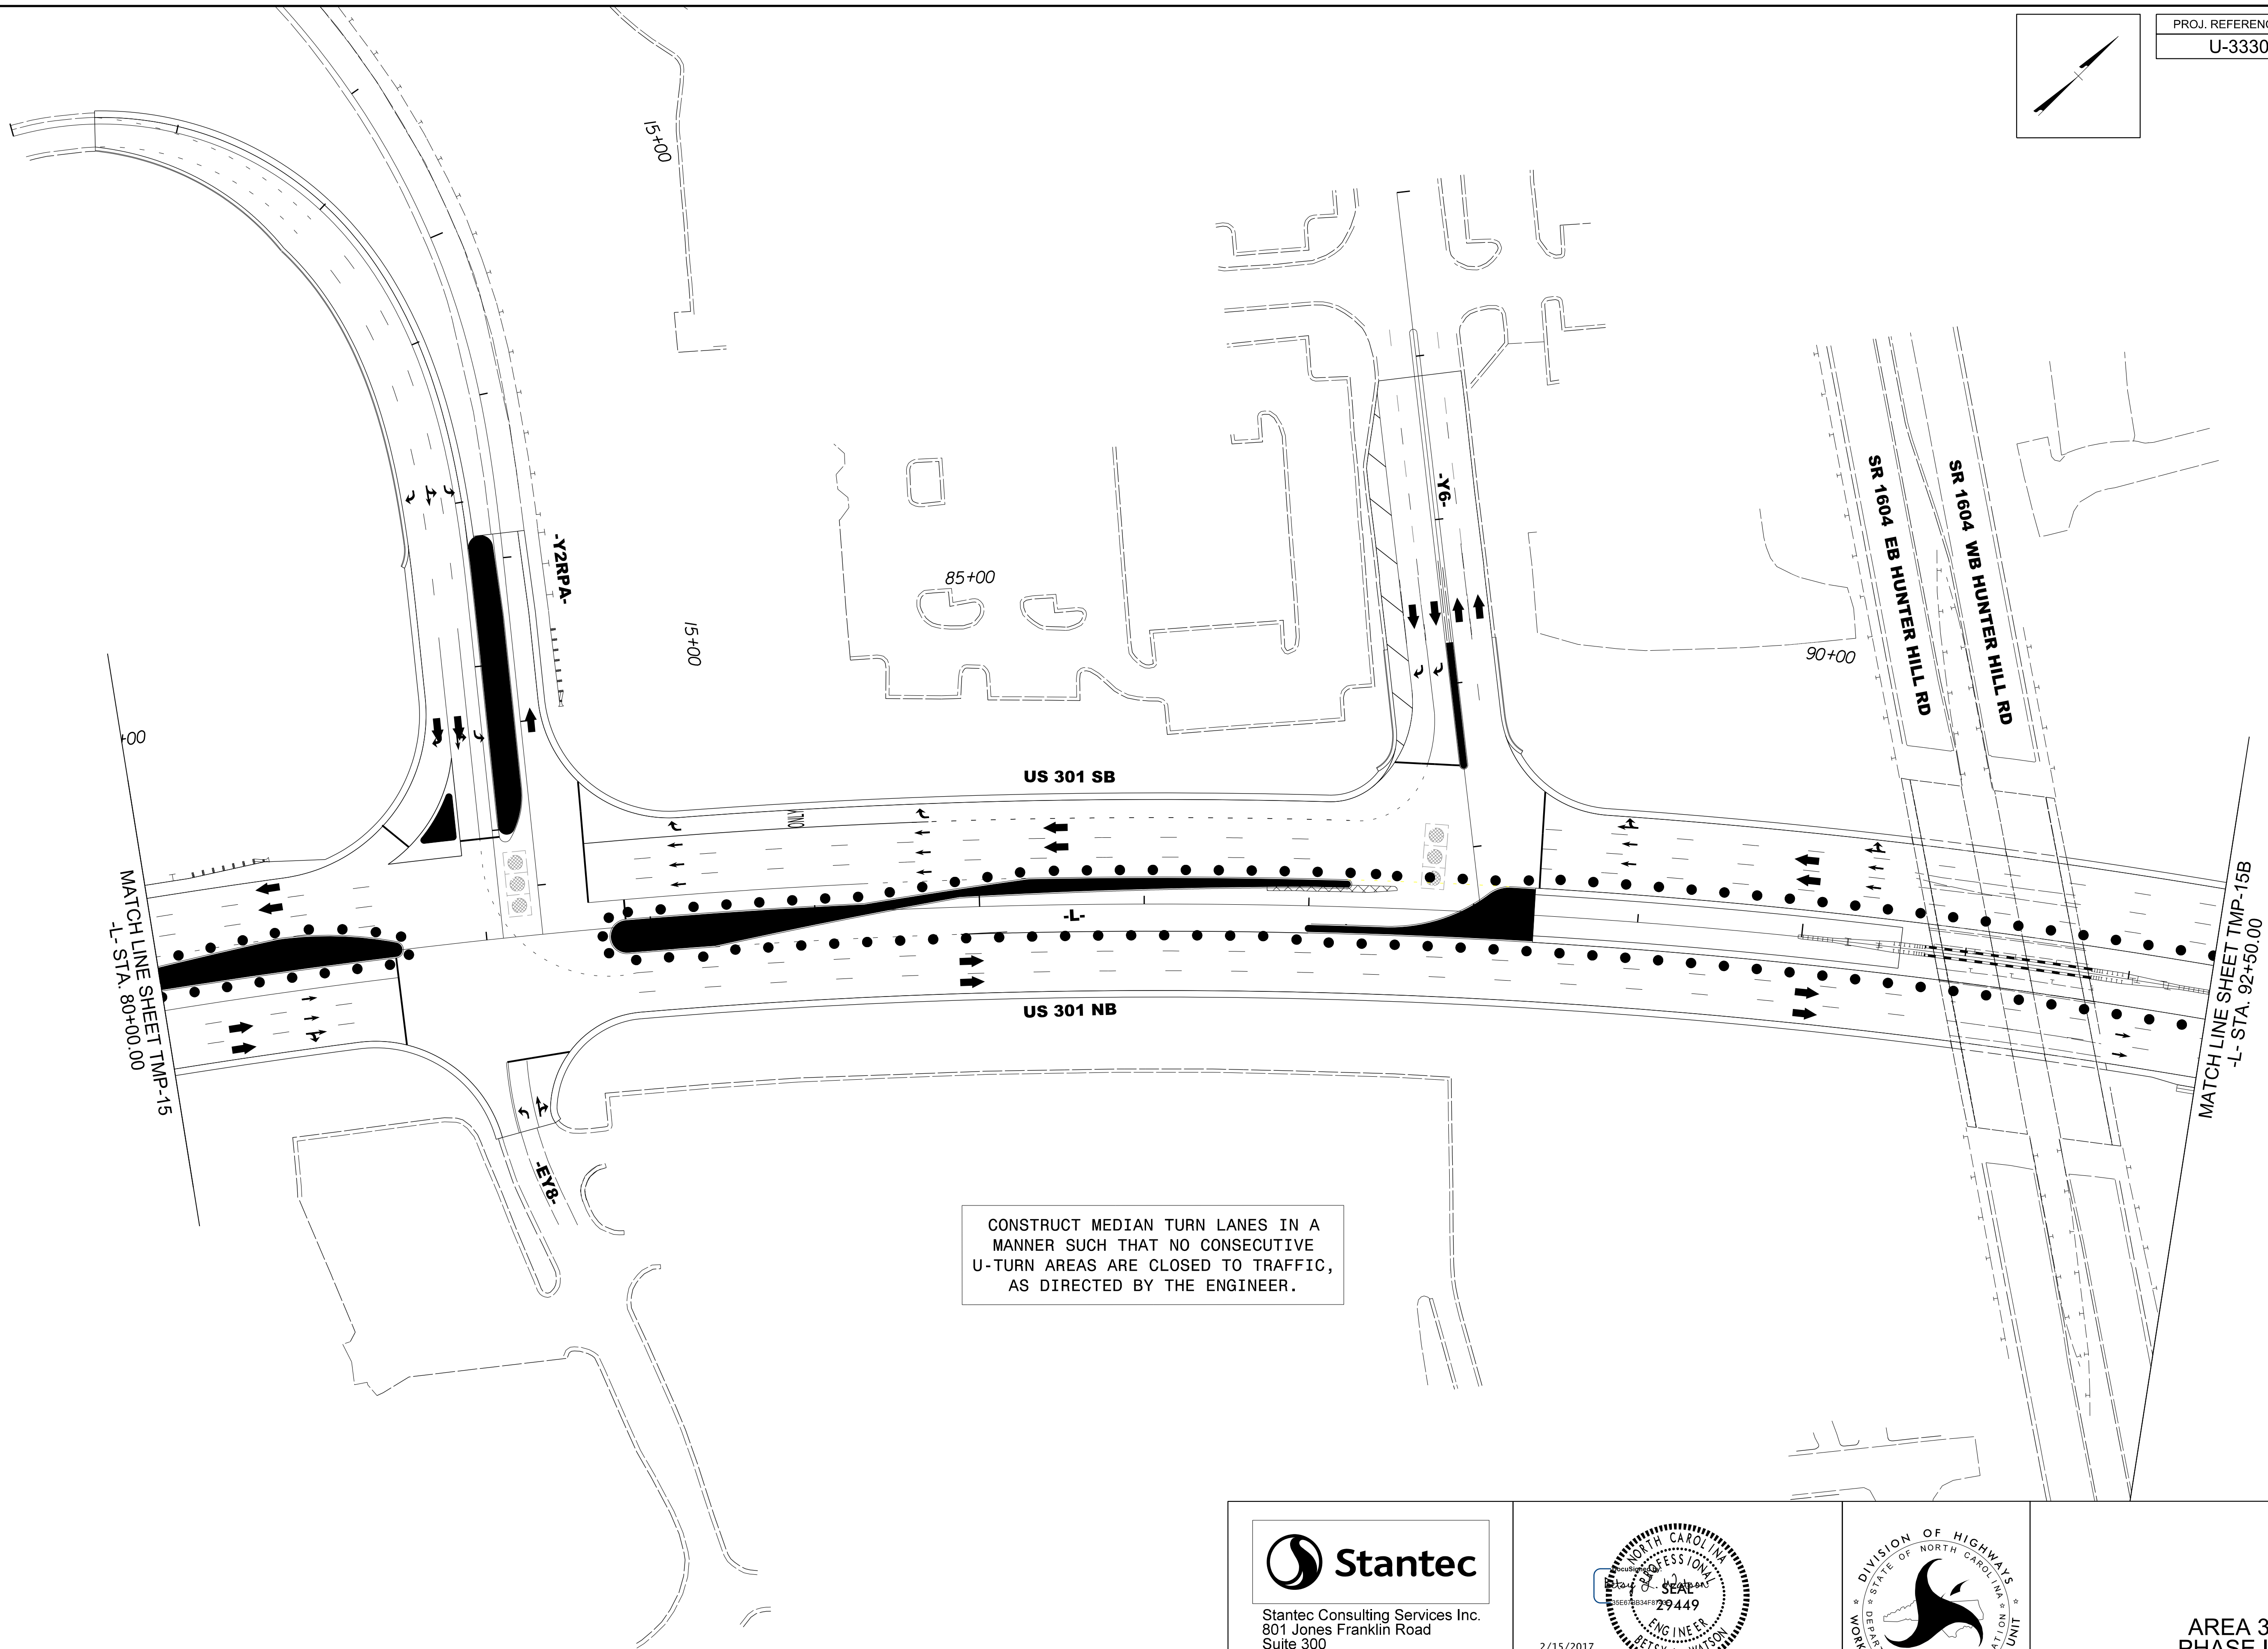 PROJ. REFERENC
U-3330
15+00
-Y2RPA-
15+00
85+00
-Y6-
90+00
SR 1604 EB HUNTER HILL RD
SR 1604 WB HUNTER HILL RD
+00
US 301 SB
ONLY
-L-
US 301 NB
MATCH LINE SHEET TMP-15
-L- STA. 80+00.00
MATCH LINE SHEET TMP-15B
-L- STA. 92+50.00
-EY8-
CONSTRUCT MEDIAN TURN LANES IN A
MANNER SUCH THAT NO CONSECUTIVE
U-TURN AREAS ARE CLOSED TO TRAFFIC,
AS DIRECTED BY THE ENGINEER.
Stantec
Stantec Consulting Services Inc.
801 Jones Franklin Road
Suite 300
NORTH CAROLINA
PROFESSIONAL
SEAL
29449
ENGINEER
BETSY L. WATSON
2/15/2017
DIVISION OF HIGHWAYS
STATE OF NORTH CAROLINA
UNIT
AREA 3